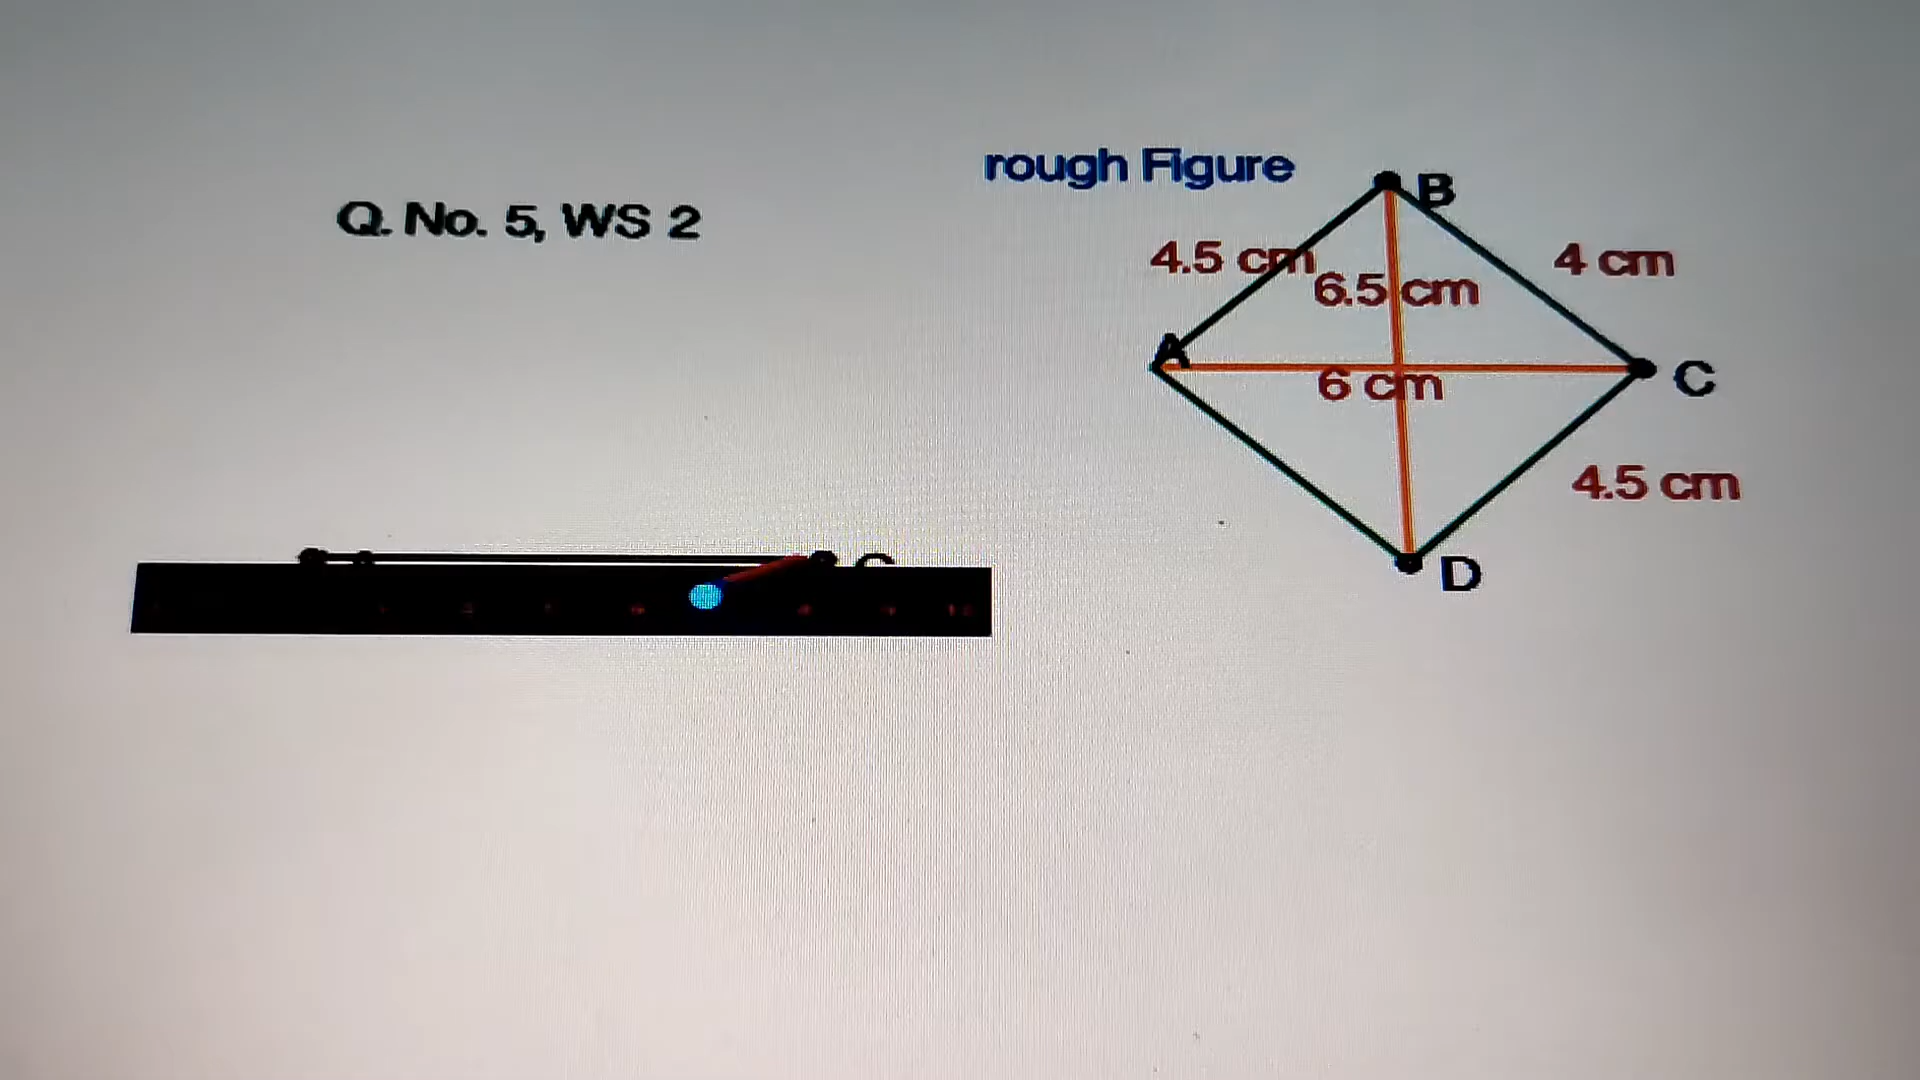 rough Figure
Q. No. 5, WS 2
B
4.5 cm
4 cm
6.5 cm
A
6 cm
C
4.5 cm
D
C